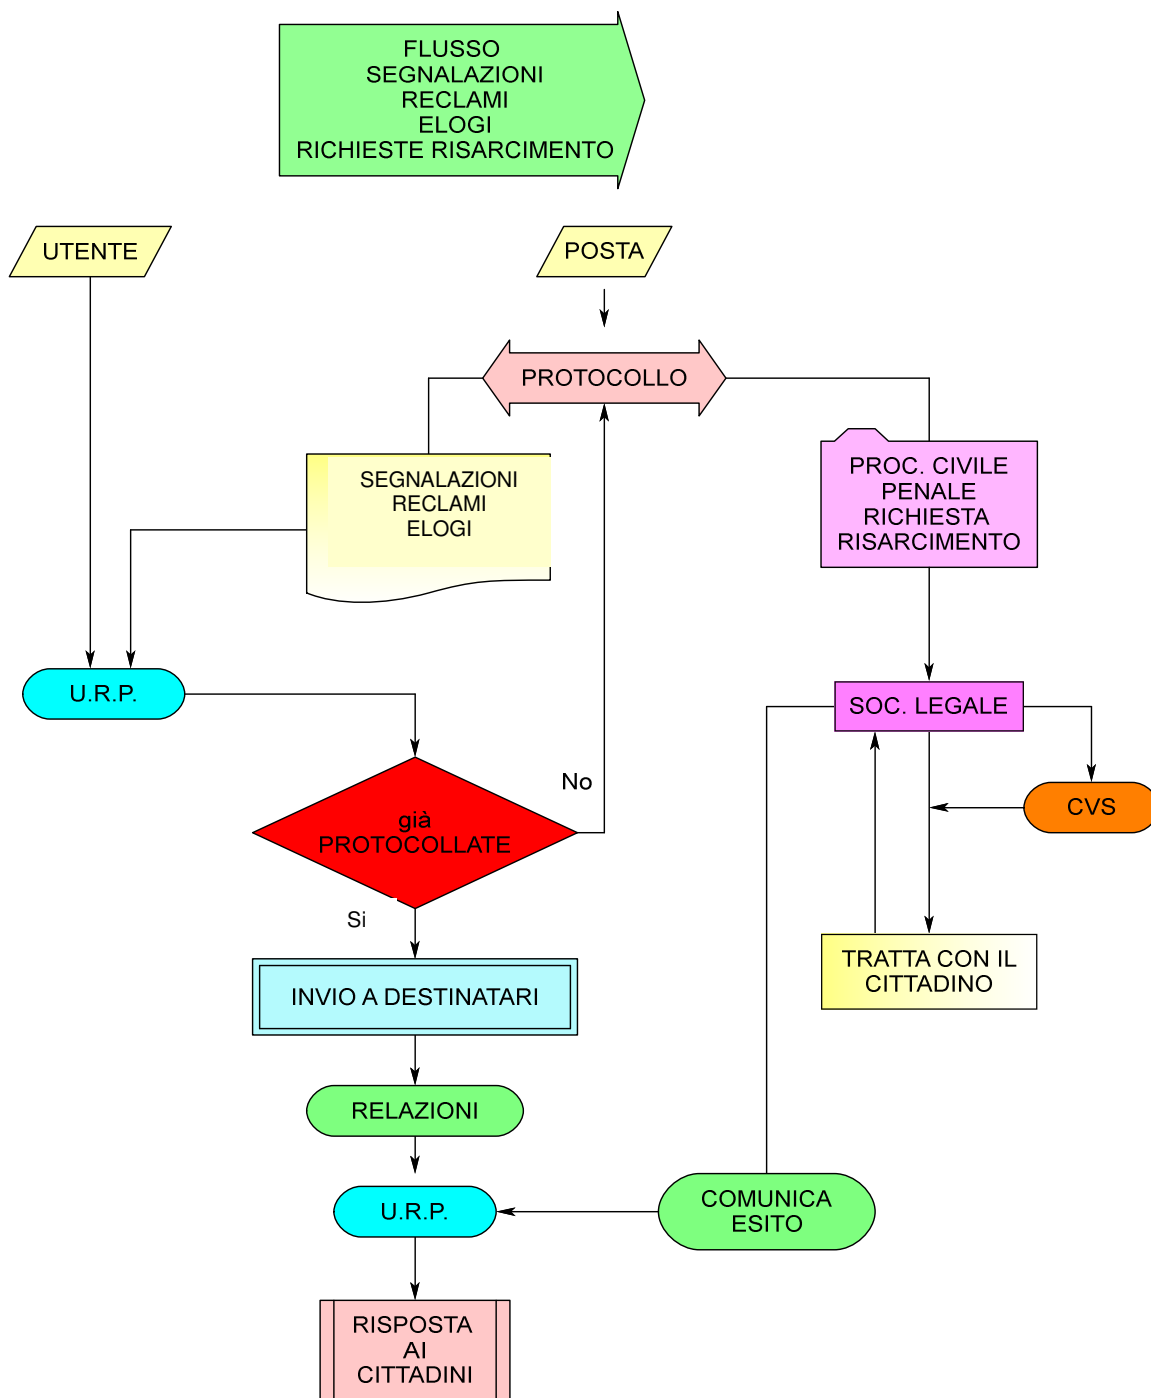 FLUSSO
SEGNALAZIONI
RECLAMI
ELOGI
RICHIESTE RISARCIMENTO
UTENTE
POSTA
PROTOCOLLO
SEGNALAZIONI
RECLAMI
ELOGI
PROC. CIVILE
PENALE
RICHIESTA
RISARCIMENTO
U.R.P.
SOC. LEGALE
No
CVS
già
PROTOCOLLATE
Si
TRATTA CON IL
CITTADINO
INVIO A DESTINATARI
RELAZIONI
COMUNICA
ESITO
U.R.P.
RISPOSTA
AI
CITTADINI